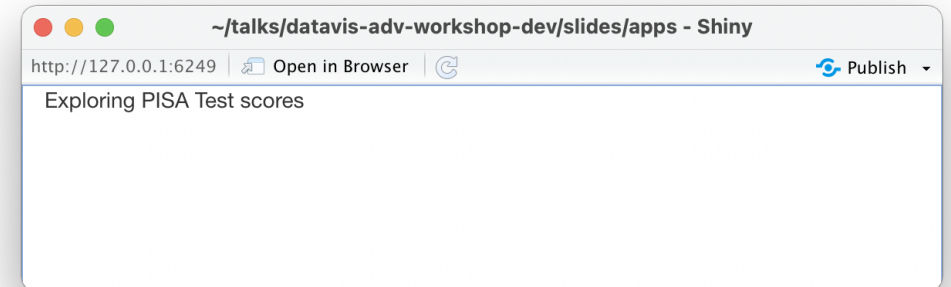 ~/talks/datavis-adv-workshop-dev/slides/apps - Shiny
http://127.0.0.1:6249 Open in Browser Publish
Exploring PISA Test scores